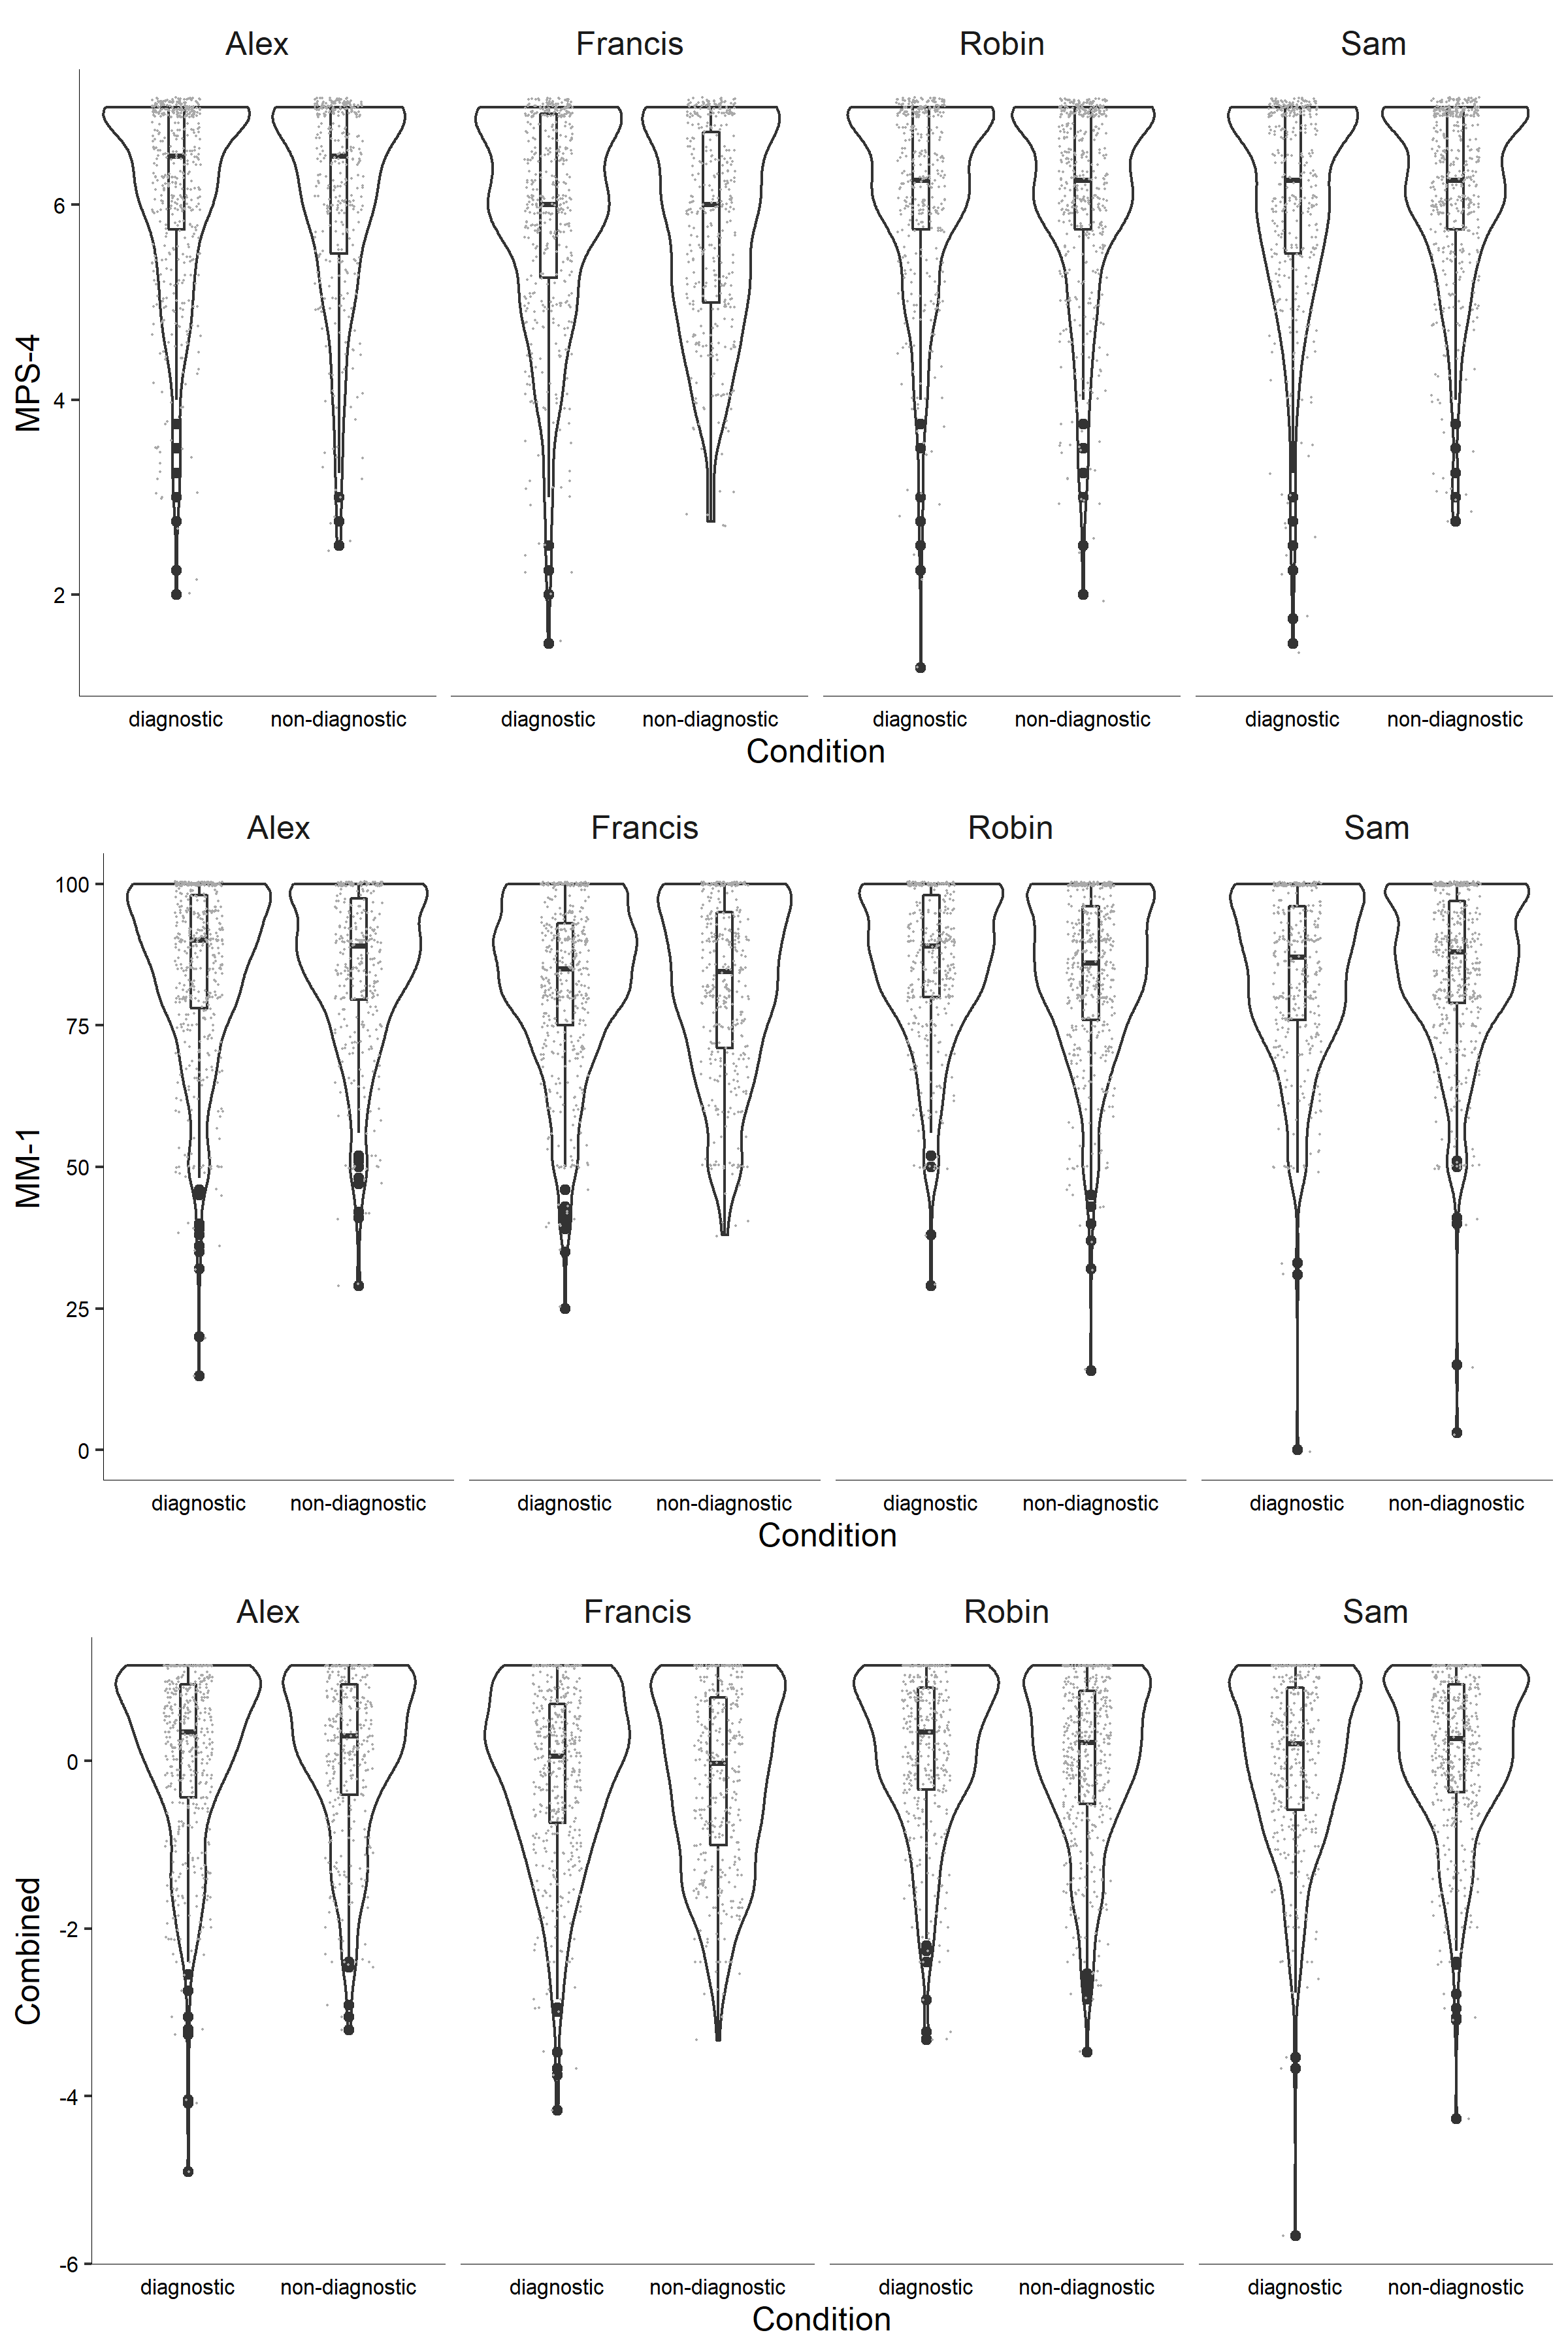 Alex Francis Robin Sam
MPS-4
6
4
2
diagnostic non-diagnostic diagnostic non-diagnostic diagnostic non-diagnostic diagnostic non-diagnostic
Condition
Alex Francis Robin Sam
MM-1
100
75
50
25
0
diagnostic non-diagnostic diagnostic non-diagnostic diagnostic non-diagnostic diagnostic non-diagnostic
Condition
Alex Francis Robin Sam
Combined
0
-2
-4
-6
diagnostic non-diagnostic diagnostic non-diagnostic diagnostic non-diagnostic diagnostic non-diagnostic
Condition